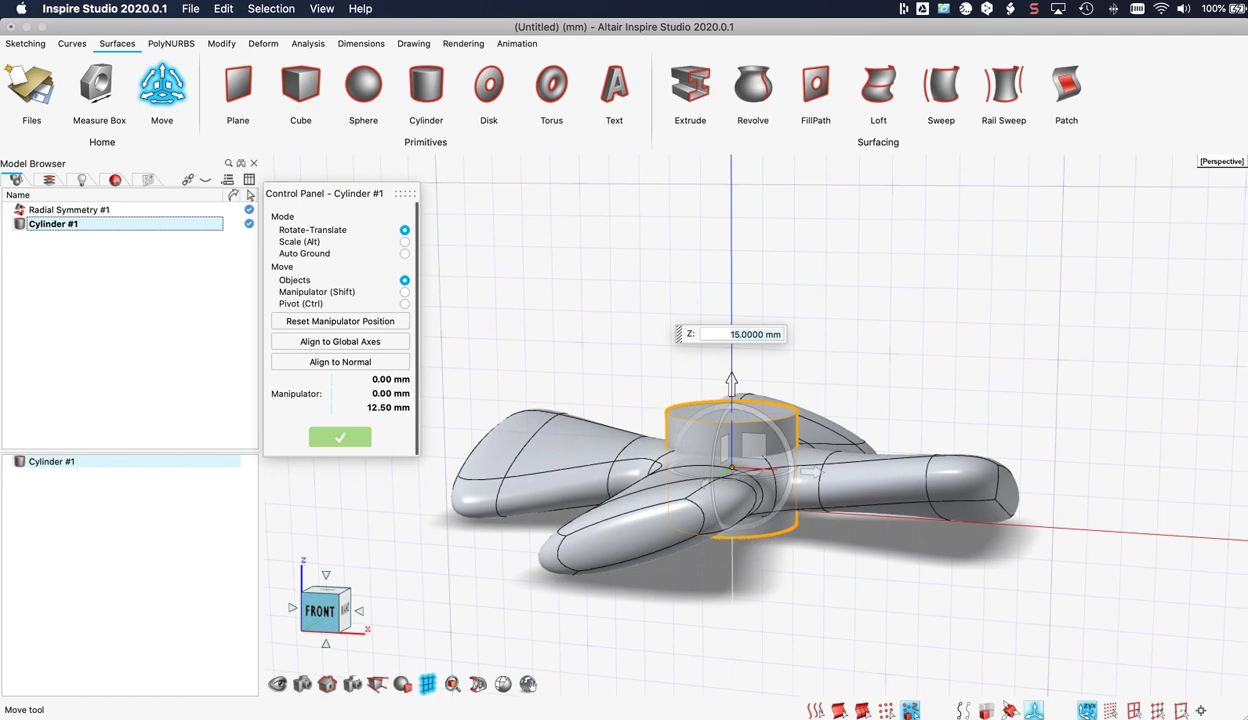 Inspire Studio 2020.0.1 File Edit Selection View Help 100%
(Untitled) (mm) - Altair Inspire Studio 2020.0.1
Sketching Curves Surfaces PolyNURBS Modify Deform Analysis Dimensions Drawing Rendering Animation
Files Measure Box Move Plane Cube Sphere Cylinder Disk Torus Text Extrude Revolve FillPath Loft Sweep Rail Sweep Patch
Home Primitives Surfacing
Model Browser
[Perspective]
Name
Radial Symmetry #1
Cylinder #1
Control Panel - Cylinder #1
Mode
Rotate-Translate
Scale (Alt)
Auto Ground
Move
Objects
Manipulator (Shift)
Pivot (Ctrl)
Reset Manipulator Position
Align to Global Axes
Align to Normal
0.00 mm
Manipulator: 0.00 mm
12.50 mm
Z: 15.0000 mm
Cylinder #1
Z
FRONT
X
ZYX
Move tool